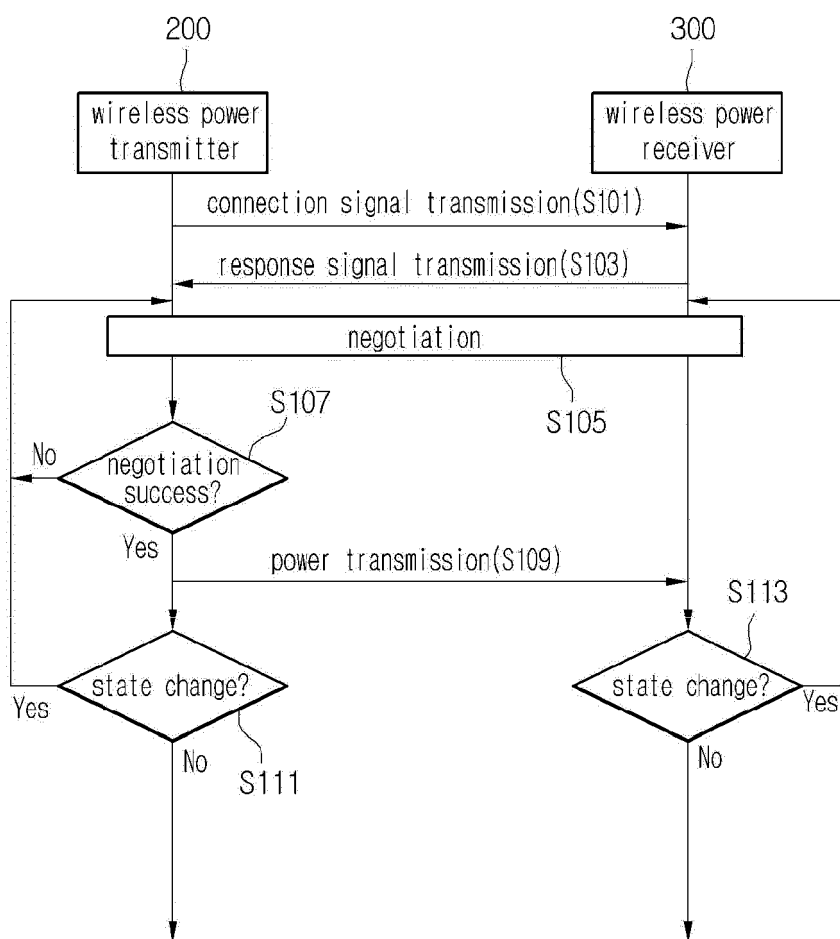 200
300
wireless power
transmitter
wireless power
receiver
connection signal transmission(S101)
response signal transmission(S103)
negotiation
S105
S107
negotiation
success?
No
Yes
power transmission(S109)
S113
state change?
Yes
No
S111
state change?
Yes
No